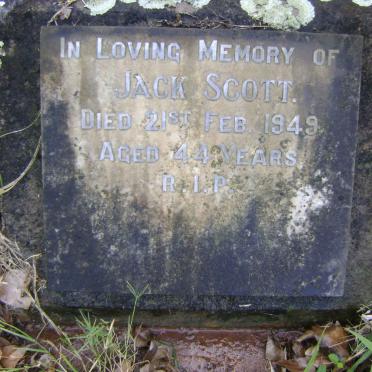 In Loving Memory of
Jack Scott.
Died 21st Feb. 1949
Aged 44 Years
R.I.P.